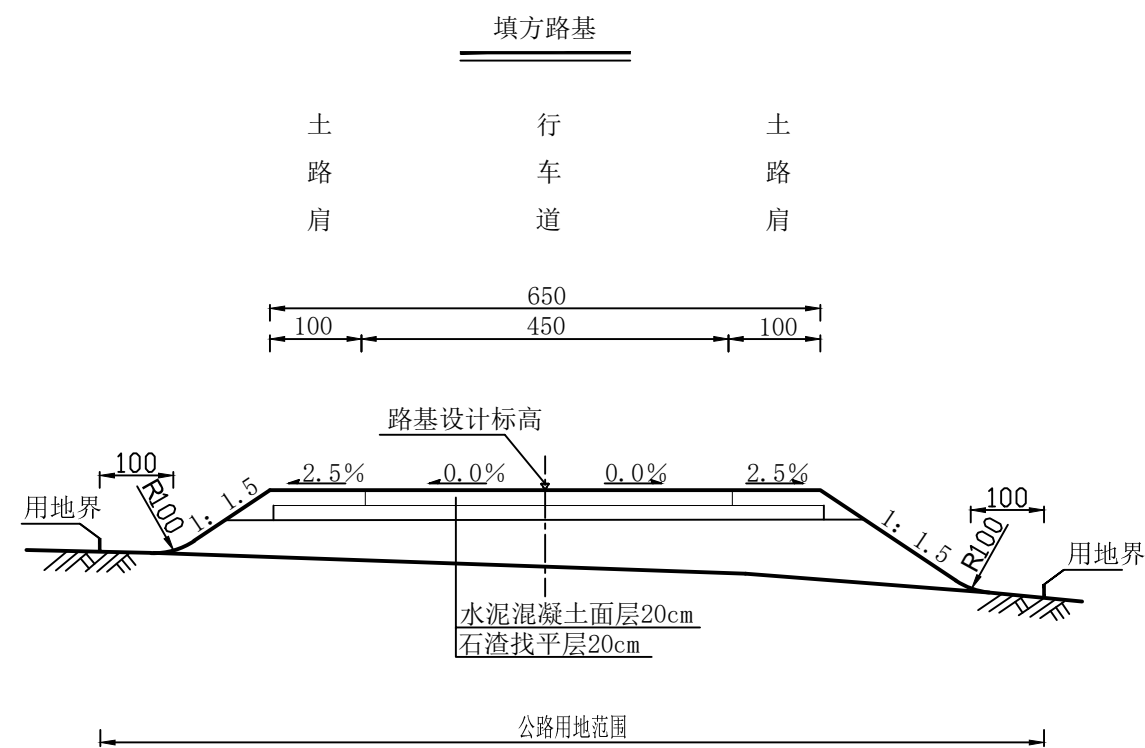 填方路基
土路肩
行车道
土路肩
650
100 450 100
路基设计标高
2.5% 0.0% 0.0% 2.5%
100
R100
1: 1.5
用地界
100
R100
1: 1.5
用地界
水泥混凝土面层20cm
石渣找平层20cm
公路用地范围